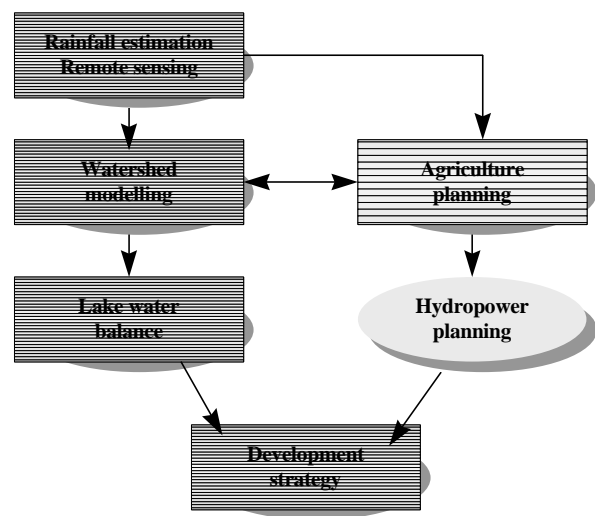 Rainfall estimation
Remote sensing
Watershed
modelling
Agriculture
planning
Lake water
balance
Hydropower
planning
Development
strategy